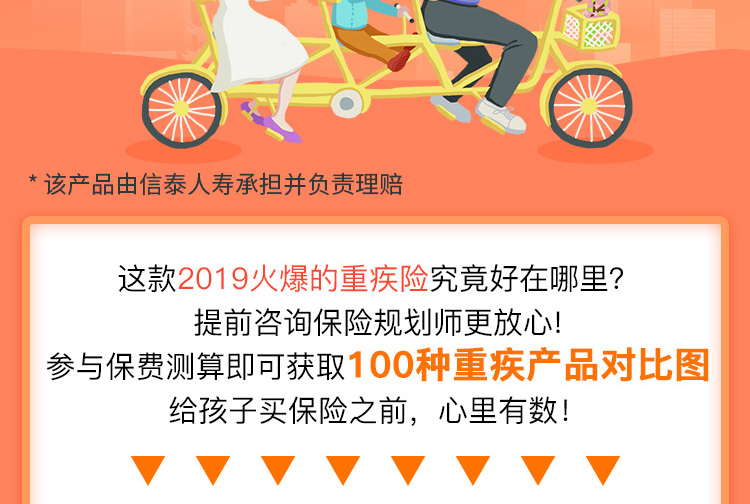 * 该产品由信泰人寿承担并负责理赔
这款2019火爆的重疾险究竟好在哪里?
提前咨询保险规划师更放心!
参与保费测算即可获取100种重疾产品对比图
给孩子买保险之前，心里有数!